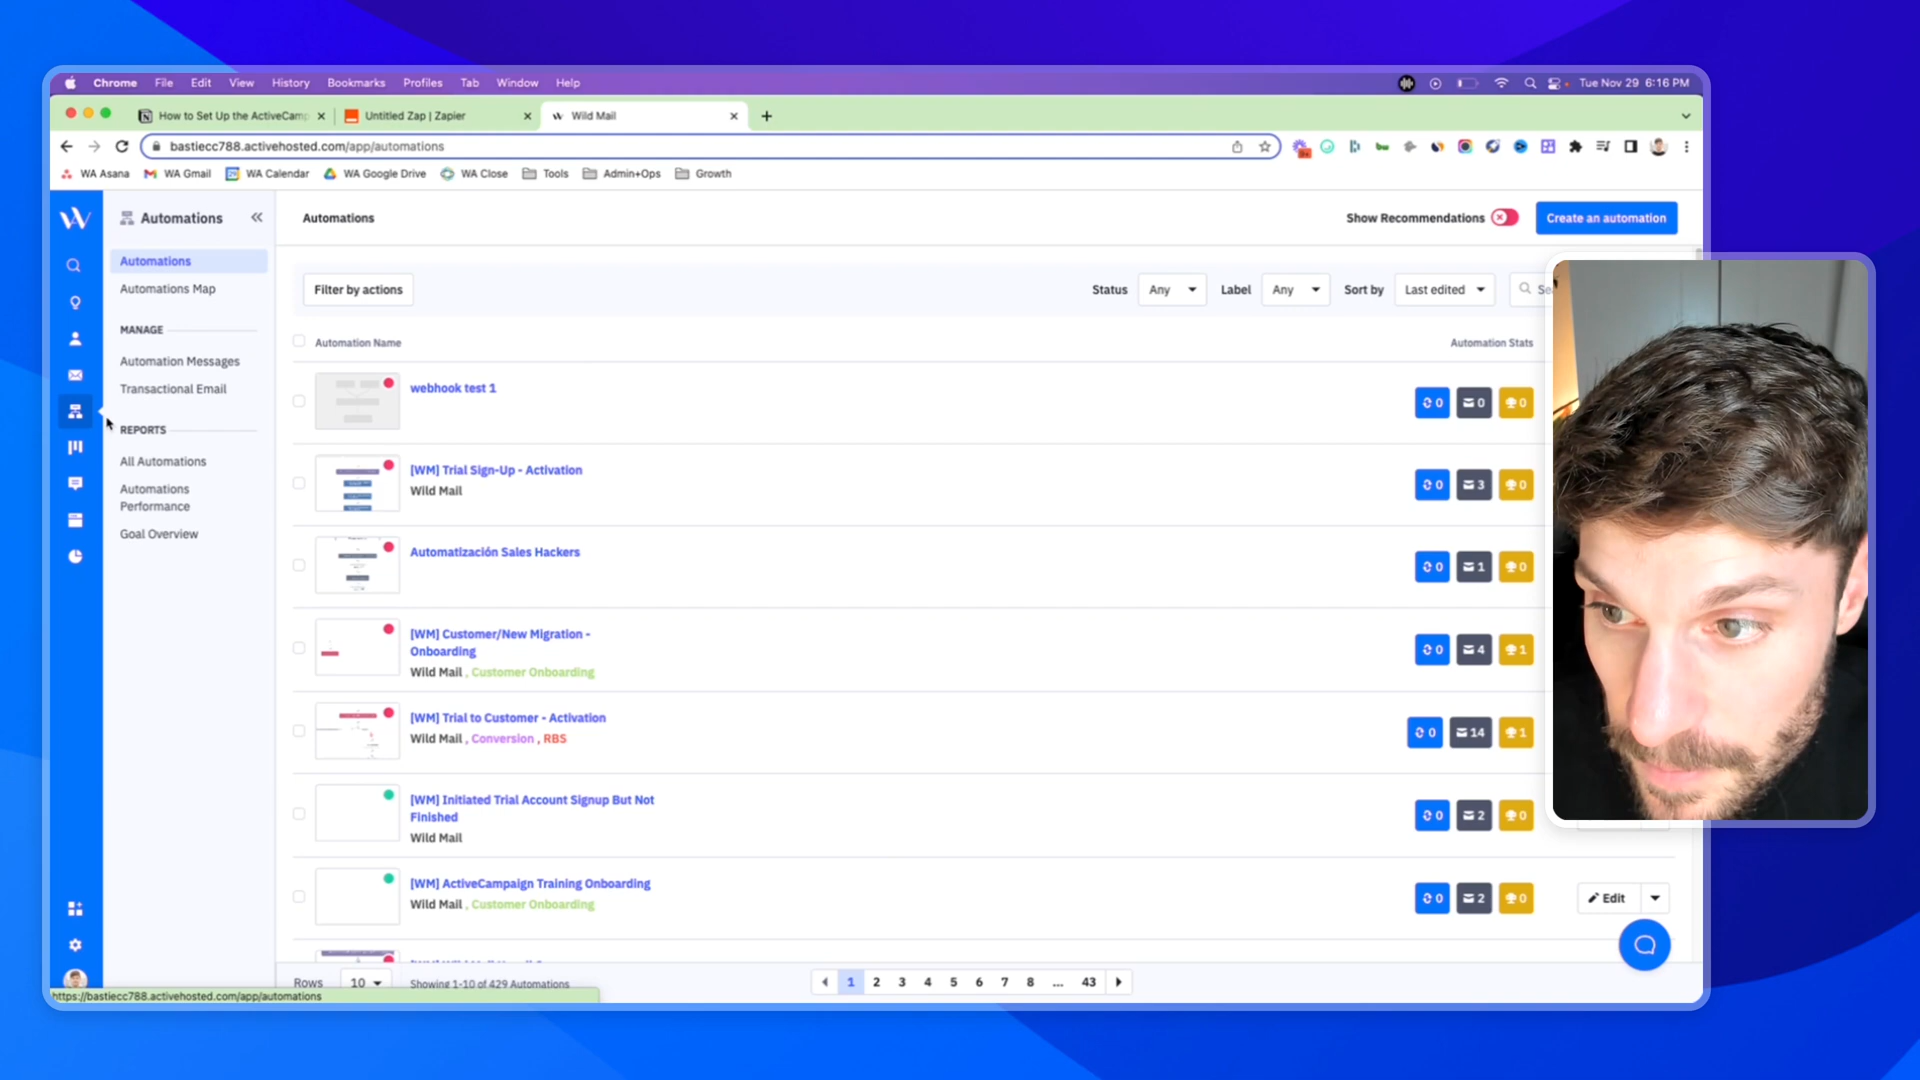 Chrome File Edit View History Bookmarks Profiles Tab Window Help
Tue Nov 29 6:16 PM
How to Set Up the ActiveCamp
Untitled Zap | Zapier
Wild Mail
bastiecc788.activehosted.com/app/automations
WA Asana WA Gmail WA Calendar WA Google Drive WA Close Tools Admin+Ops Growth
Automations
Automations
Automations Map
MANAGE
Automation Messages
Transactional Email
REPORTS
All Automations
Automations
Performance
Goal Overview
Automations
Show Recommendations
Create an automation
Filter by actions
Status Any Label Any Sort by Last edited
Automation Name
Automation Stats
webhook test 1
0 0 0
[WM] Trial Sign-Up - Activation
Wild Mail
0 3 0
Automatización Sales Hackers
0 1 0
[WM] Customer/New Migration -
Onboarding
Wild Mail , Customer Onboarding
0 4 1
[WM] Trial to Customer - Activation
Wild Mail , Conversion , RBS
0 14 1
[WM] Initiated Trial Account Signup But Not
Finished
Wild Mail
0 2 0
[WM] ActiveCampaign Training Onboarding
Wild Mail , Customer Onboarding
0 2 0
Edit
Rows 10 Showing 1-10 of 429 Automations
1 2 3 4 5 6 7 8 ... 43
https://bastiecc788.activehosted.com/app/automations